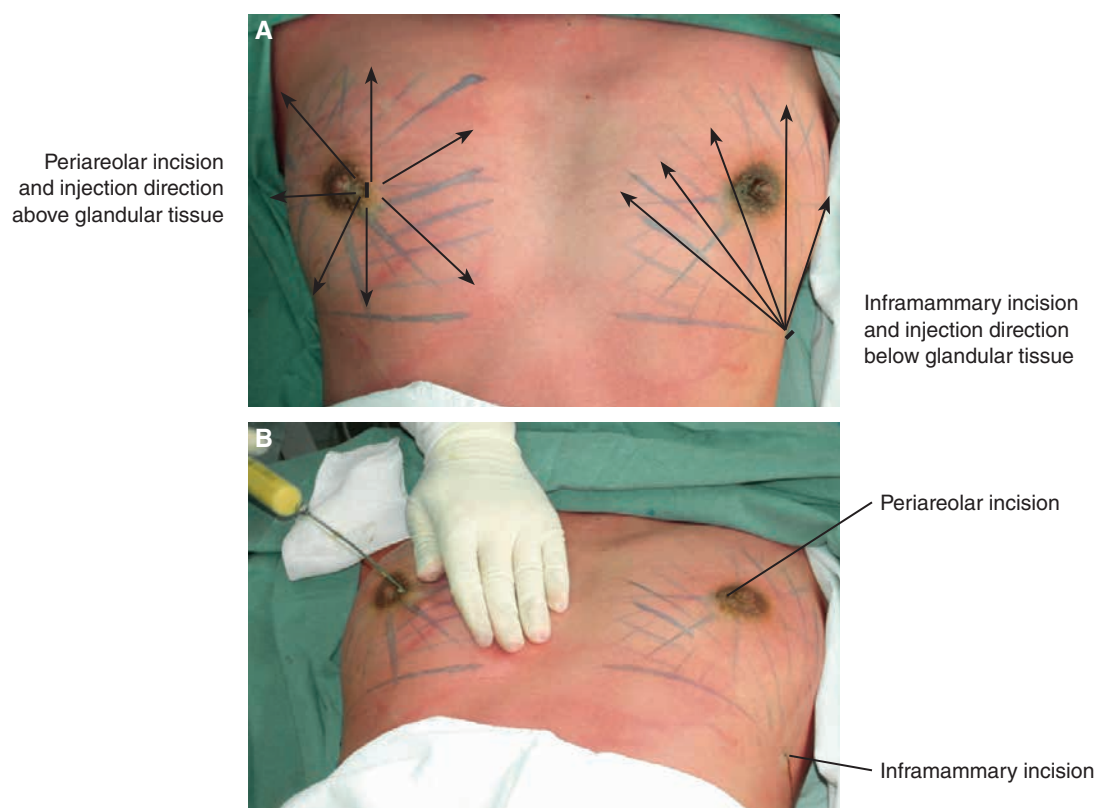 A
Periareolar incision
and injection direction
above glandular tissue
Inframammary incision
and injection direction
below glandular tissue
B
Periareolar incision
Inframammary incision